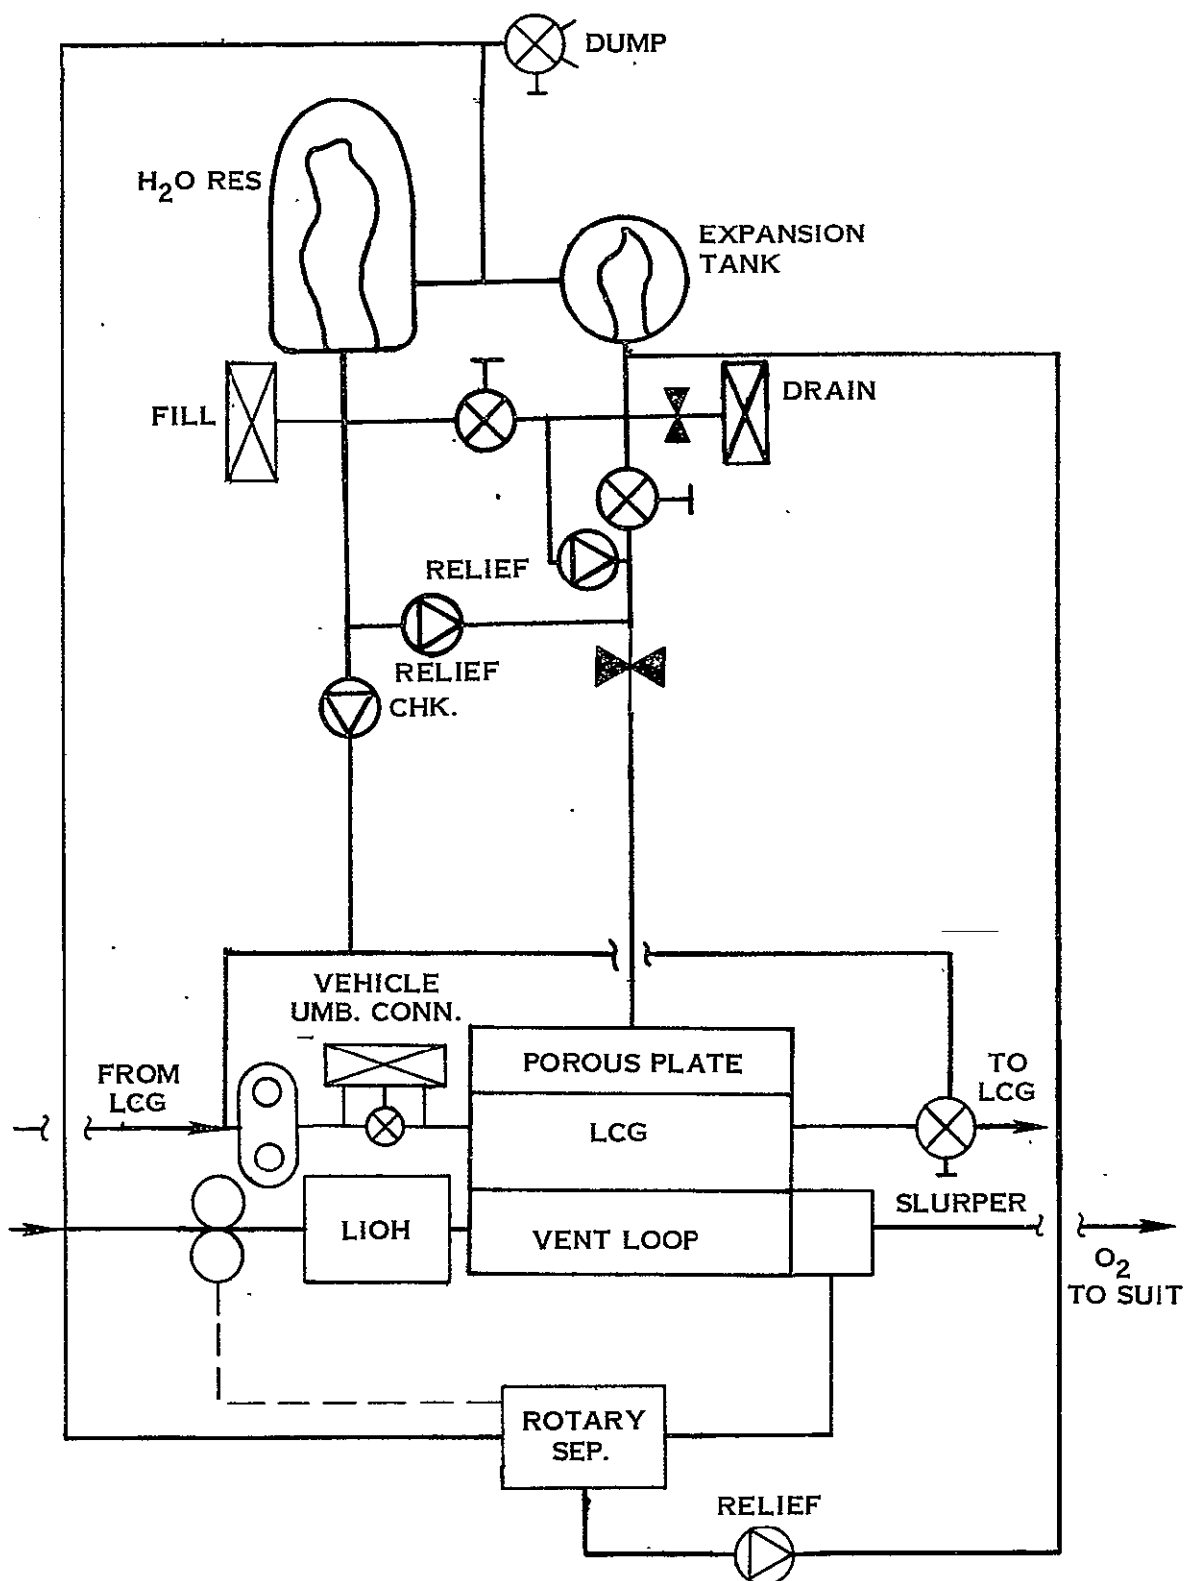 DUMP
H2O RES
EXPANSION
TANK
FILL
DRAIN
RELIEF
RELIEF
CHK.
VEHICLE
UMB. CONN.
FROM
LCG
POROUS PLATE
TO
LCG
LCG
SLURPER
LIOH
VENT LOOP
O2
TO SUIT
ROTARY
SEP.
RELIEF